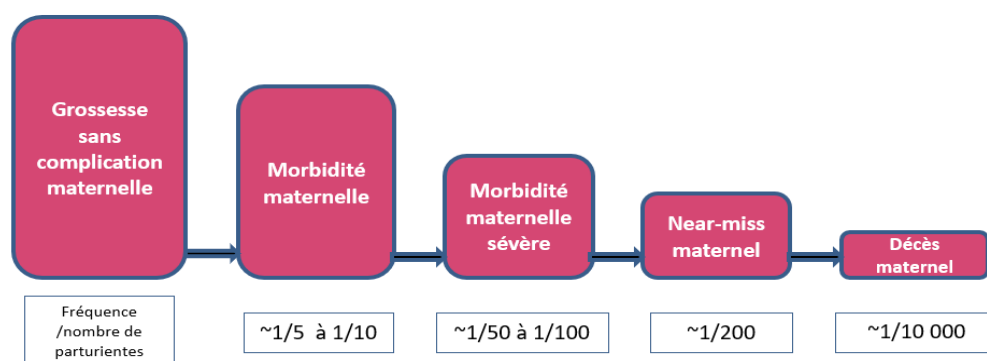 Grossesse
sans
complication
maternelle
Morbidité
maternelle
Morbidité
maternelle
sévère
Near-miss
maternel
Décès
maternel
Fréquence
/nombre de
parturientes
~1/5 à 1/10
~1/50 à 1/100
~1/200
~1/10 000